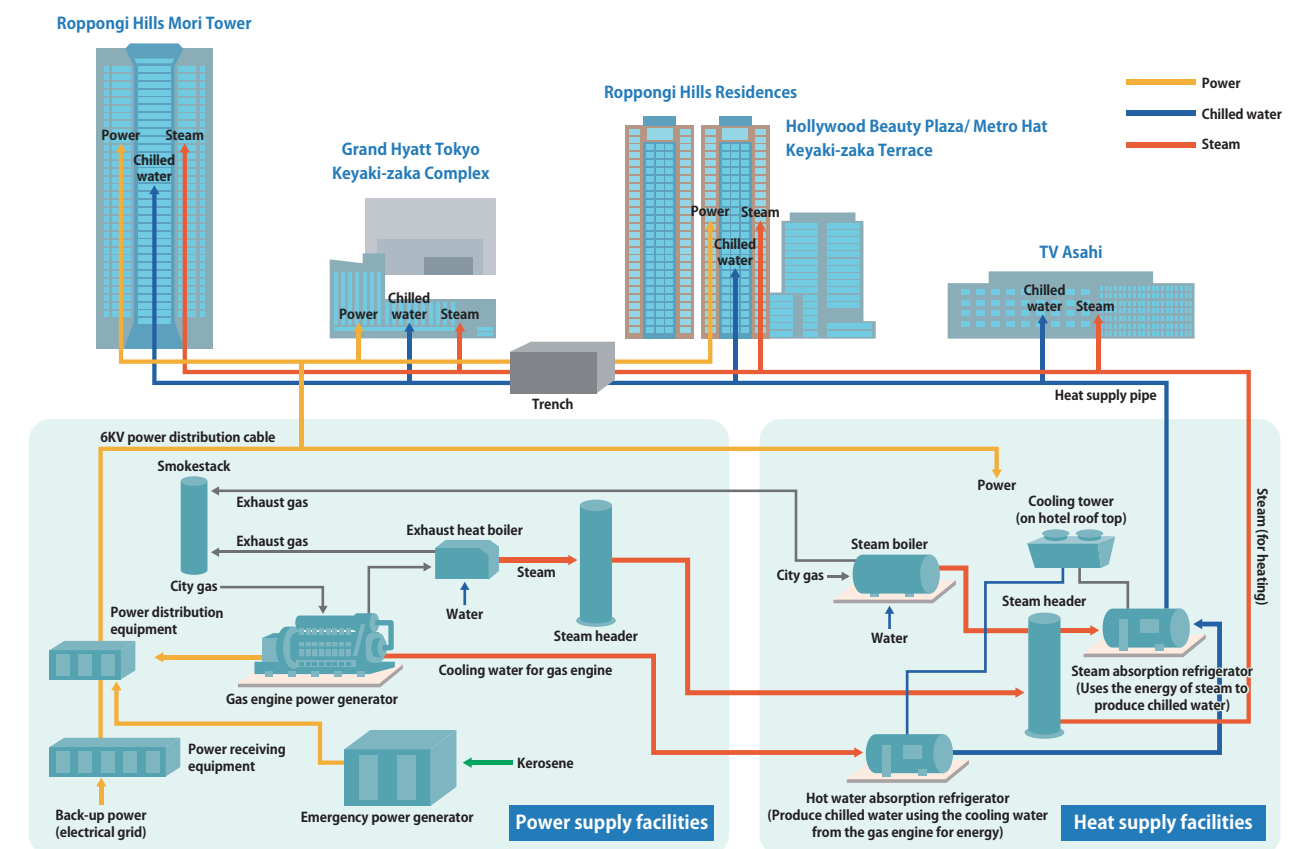 Roppongi Hills Mori Tower
Power
Steam
Chilled
water
Grand Hyatt Tokyo
Keyaki-zaka Complex
Power
Chilled
water
Steam
Roppongi Hills Residences
Hollywood Beauty Plaza/ Metro Hat
Keyaki-zaka Terrace
Power
Steam
Chilled
water
TV Asahi
Chilled
water
Steam
Power
Chilled water
Steam
Trench
Heat supply pipe
6KV power distribution cable
Smokestack
Exhaust gas
Exhaust gas
City gas
Exhaust heat boiler
Steam
Water
Steam header
Power distribution
equipment
Gas engine power generator
Cooling water for gas engine
Power receiving
equipment
Kerosene
Back-up power
(electrical grid)
Emergency power generator
Power supply facilities
Power
Cooling tower
(on hotel roof top)
Steam boiler
City gas
Water
Steam header
Steam (for heating)
Steam absorption refrigerator
(Uses the energy of steam to
produce chilled water)
Hot water absorption refrigerator
(Produce chilled water using the cooling water
from the gas engine for energy)
Heat supply facilities